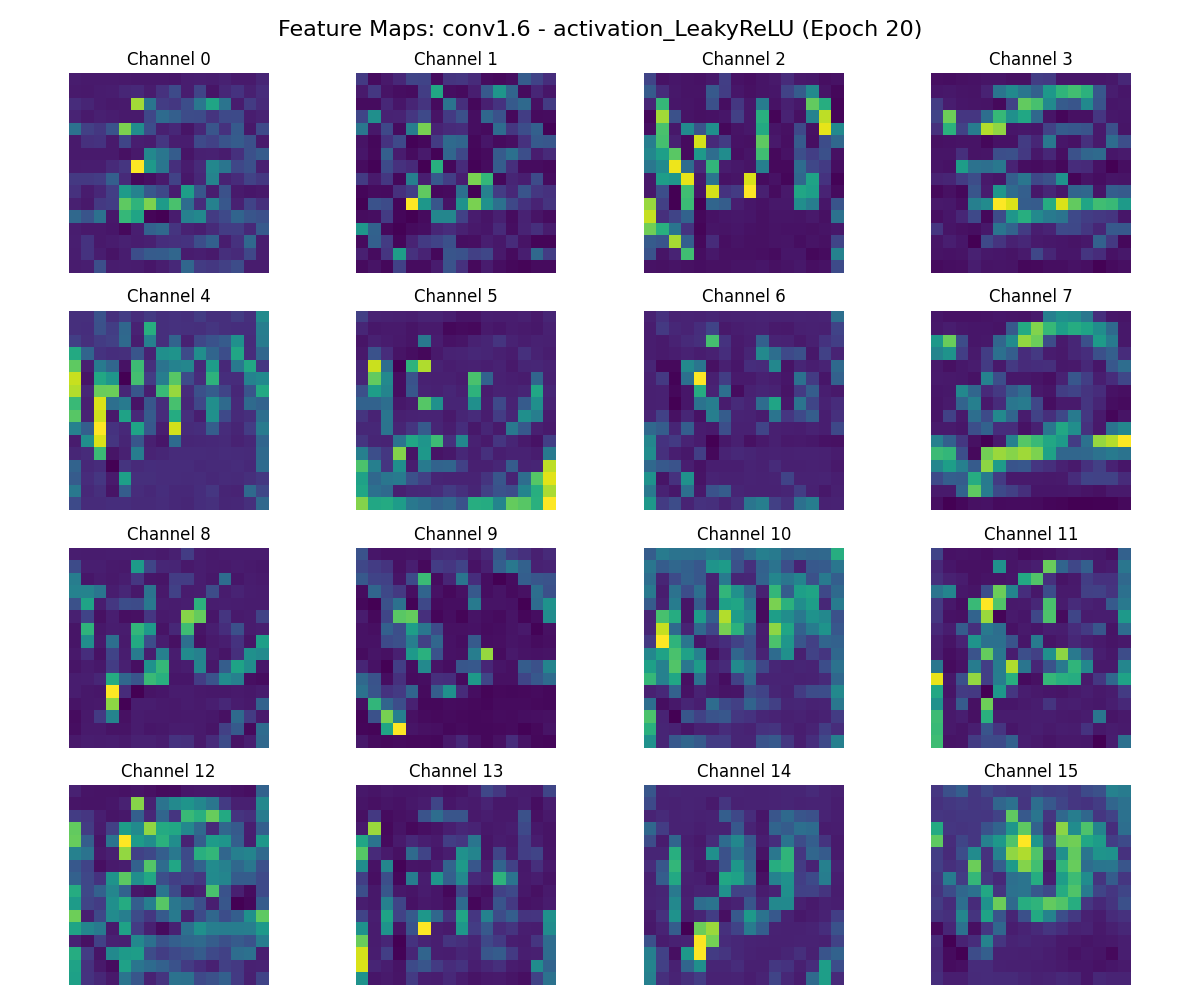 Feature Maps: conv1.6 - activation_LeakyReLU (Epoch 20)
Channel 0 Channel 1 Channel 2 Channel 3
Channel 4 Channel 5 Channel 6 Channel 7
Channel 8 Channel 9 Channel 10 Channel 11
Channel 12 Channel 13 Channel 14 Channel 15